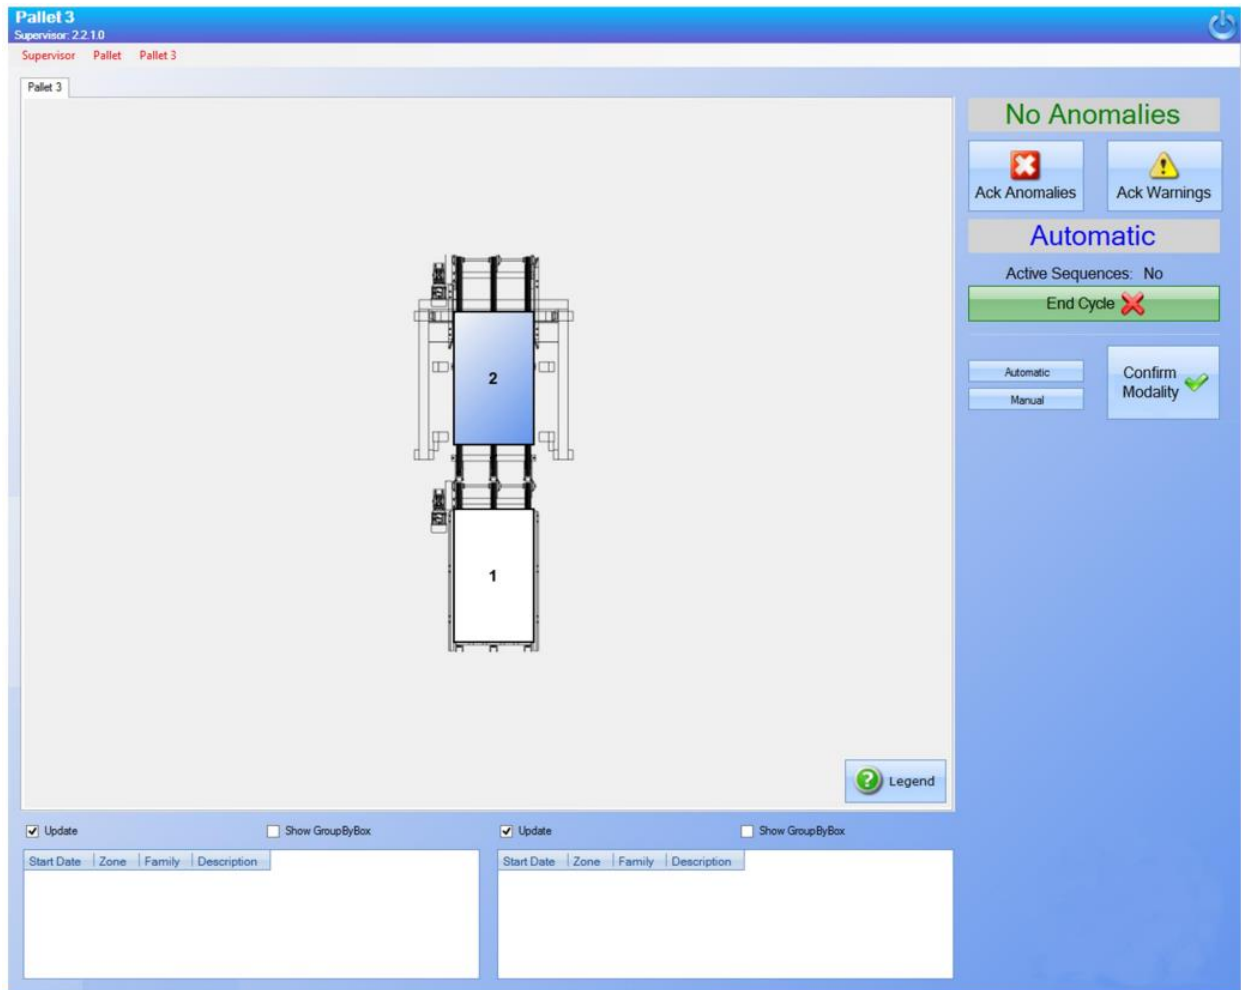 Pallet 3
Supervisor: 2.2.1.0
Supervisor Pallet Pallet 3
Pallet 3
No Anomalies
Ack Anomalies
Ack Warnings
Automatic
Active Sequences: No
End Cycle
Automatic
Manual
Confirm
Modality
2
1
Legend
Update
Show GroupByBox
Update
Show GroupByBox
Start Date Zone Family Description
Start Date Zone Family Description